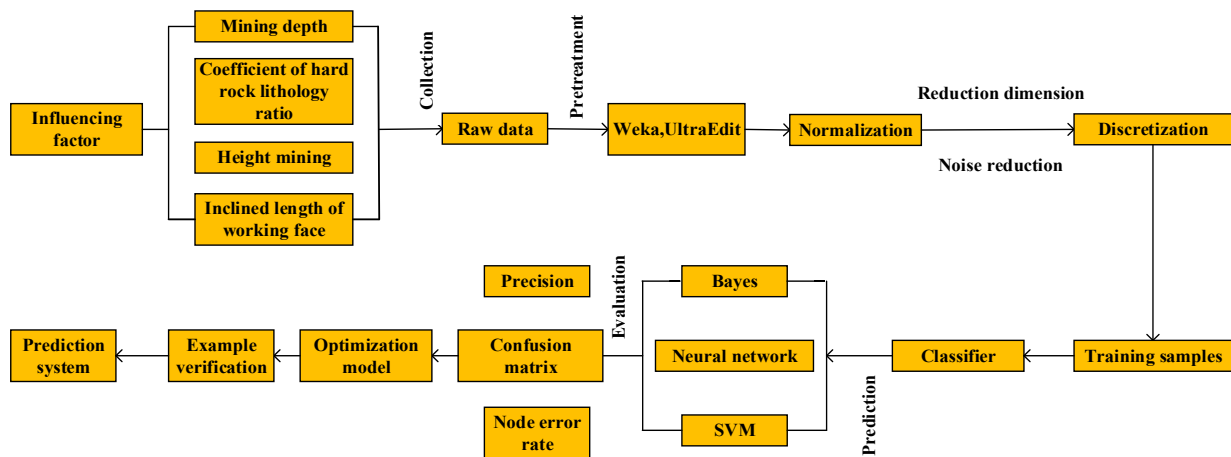 Mining depth
Coefficient of hard
rock lithology
ratio
Influencing
factor
Height mining
Inclined length of
working face
Collection
Raw data
Pretreatment
Weka,UltraEdit
Normalization
Reduction dimension
Noise reduction
Discretization
Training samples
Classifier
Prediction
Bayes
Neural network
SVM
Evaluation
Precision
Confusion
matrix
Node error
rate
Optimization
model
Example
verification
Prediction
system